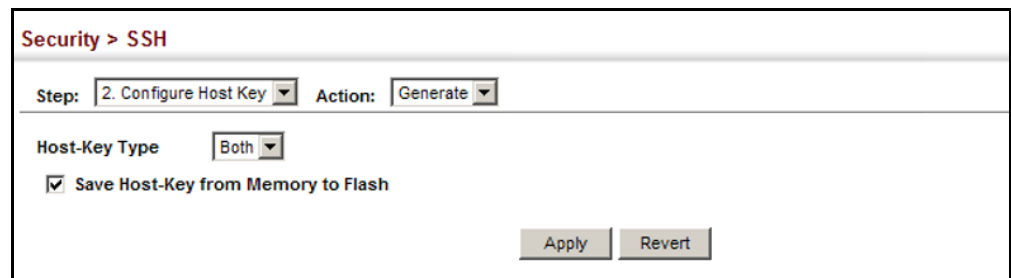 Security > SSH
Step: 2. Configure Host Key Action: Generate
Host-Key Type Both
Save Host-Key from Memory to Flash
Apply Revert